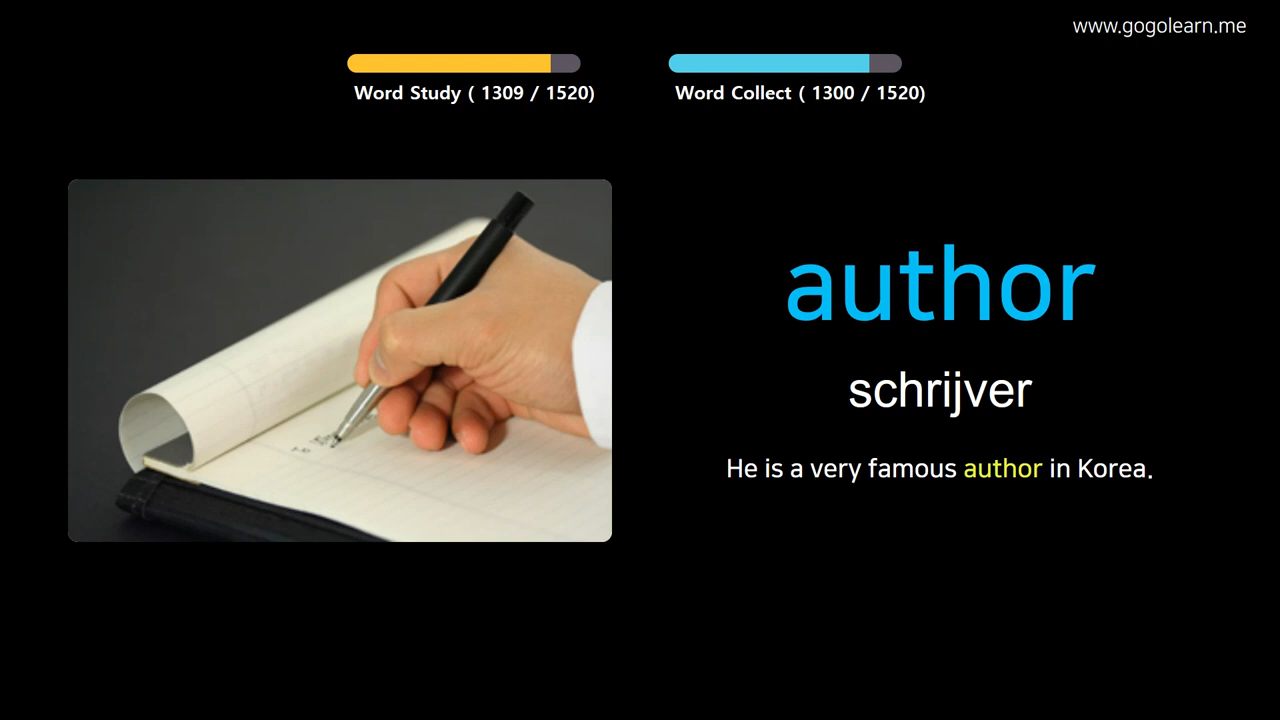 www.gogolearn.me
Word Study ( 1309 / 1520)
Word Collect ( 1300 / 1520)
author
schrijver
He is a very famous author in Korea.